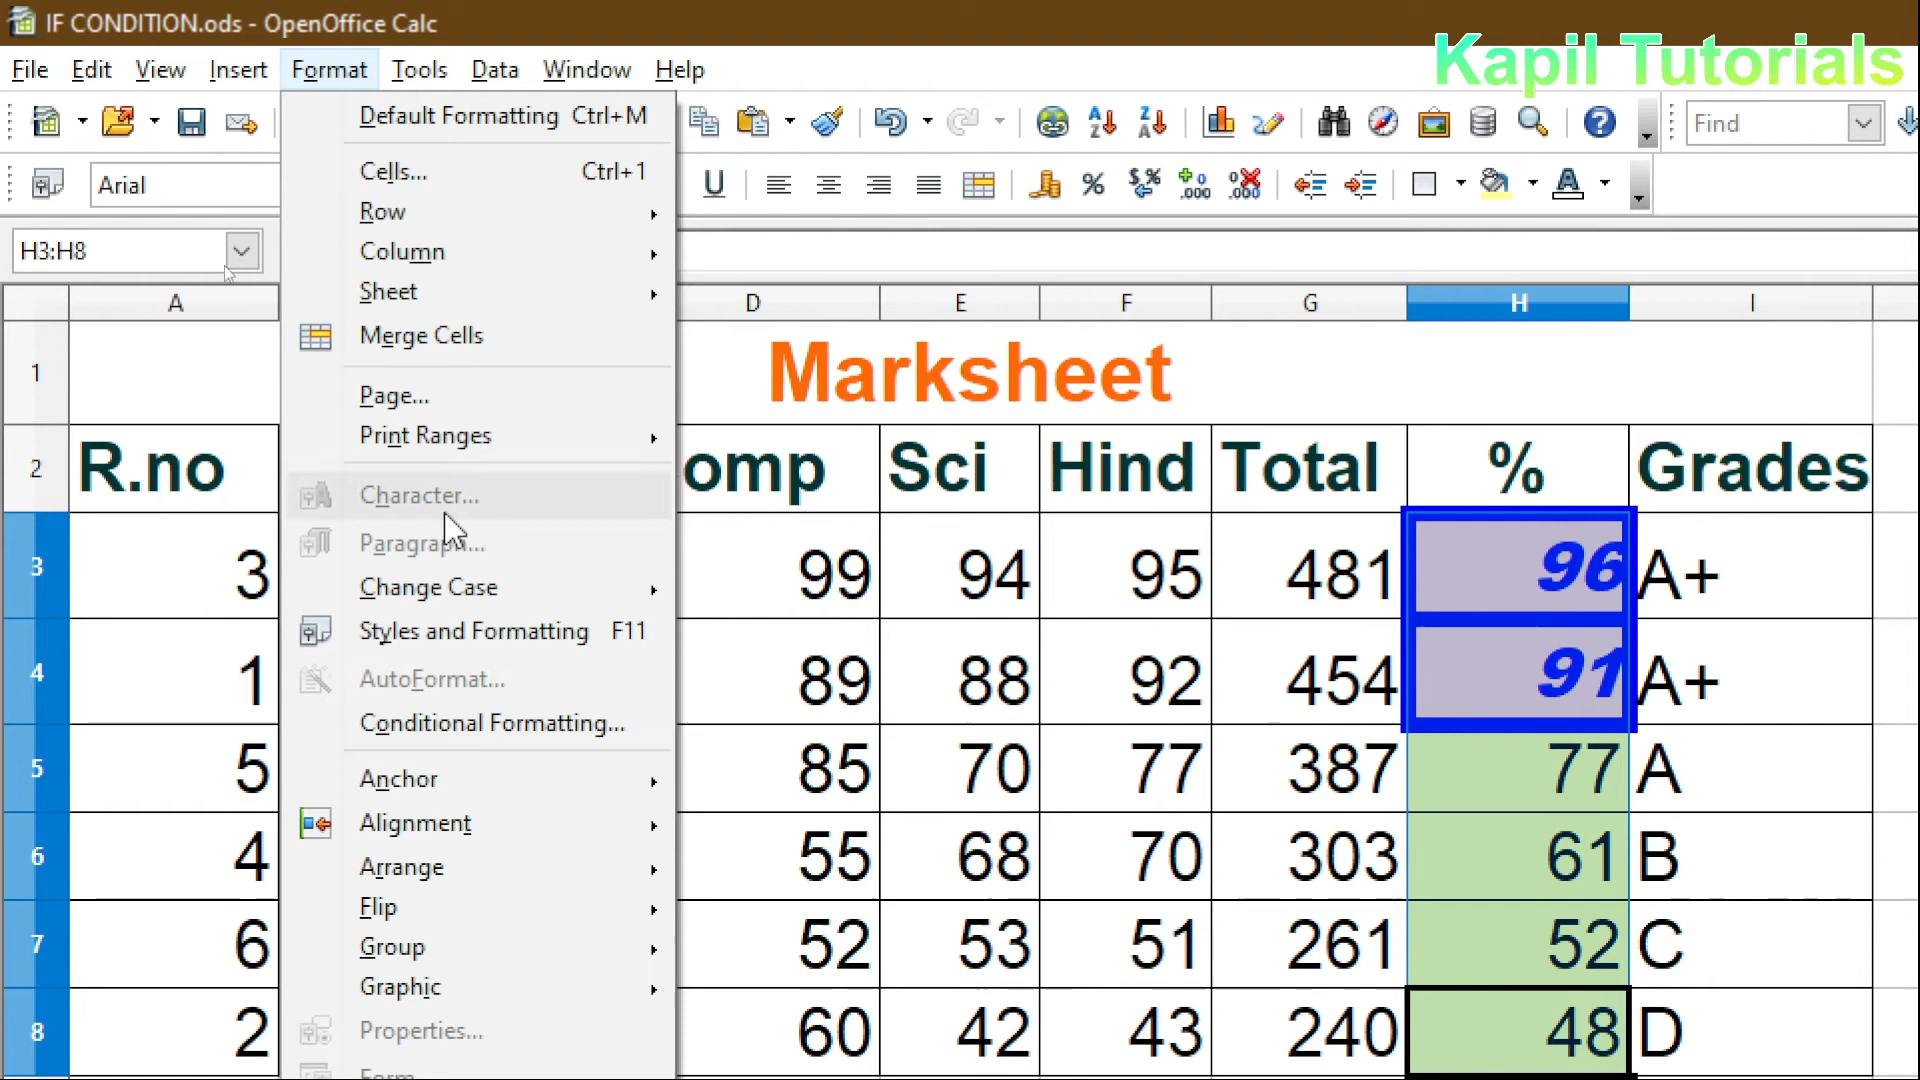 IF CONDITION.ods - OpenOffice Calc
Kapil Tutorials
File Edit View Insert Format Tools Data Window Help
Find
Arial
H3:H8
Default Formatting Ctrl+M
Cells... Ctrl+1
Row
Column
Sheet
Merge Cells
Page...
Print Ranges
Character...
Paragraph...
Change Case
Styles and Formatting F11
AutoFormat...
Conditional Formatting...
Anchor
Alignment
Arrange
Flip
Group
Graphic
Properties...
A D E F G H I
1 Marksheet
2 R.no omp Sci Hind Total % Grades
3 3 99 94 95 481 96 A+
4 1 89 88 92 454 91 A+
5 5 85 70 77 387 77 A
6 4 55 68 70 303 61 B
7 6 52 53 51 261 52 C
8 2 60 42 43 240 48 D